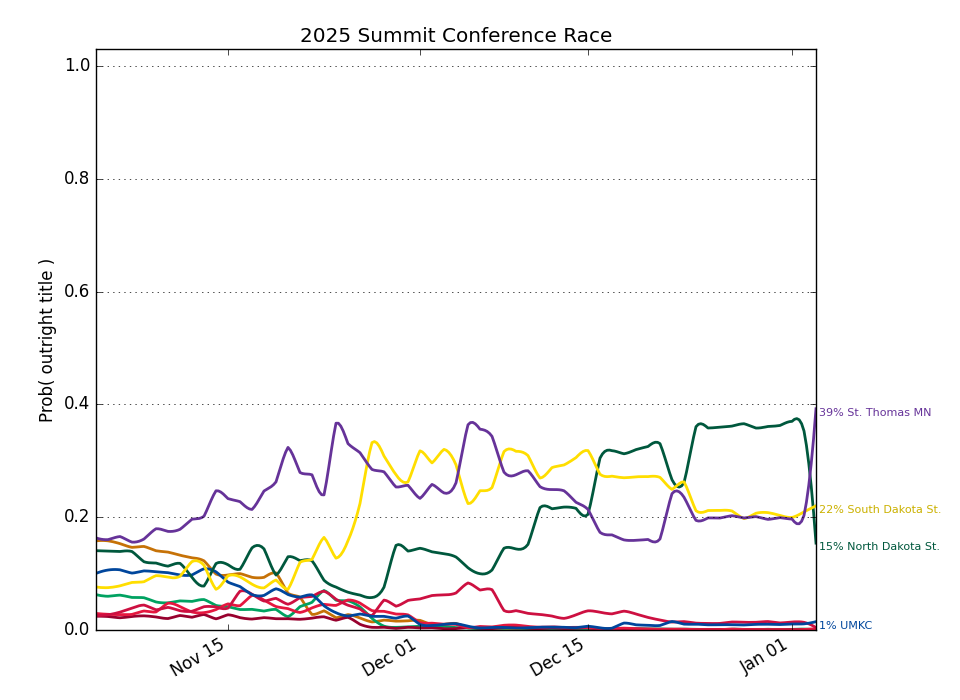 2025 Summit Conference Race
Prob( outright title )
1.0
0.8
0.6
0.4
0.2
0.0
Nov 15
Dec 01
Dec 15
Jan 01
39% St. Thomas MN
22% South Dakota St.
15% North Dakota St.
1% UMKC